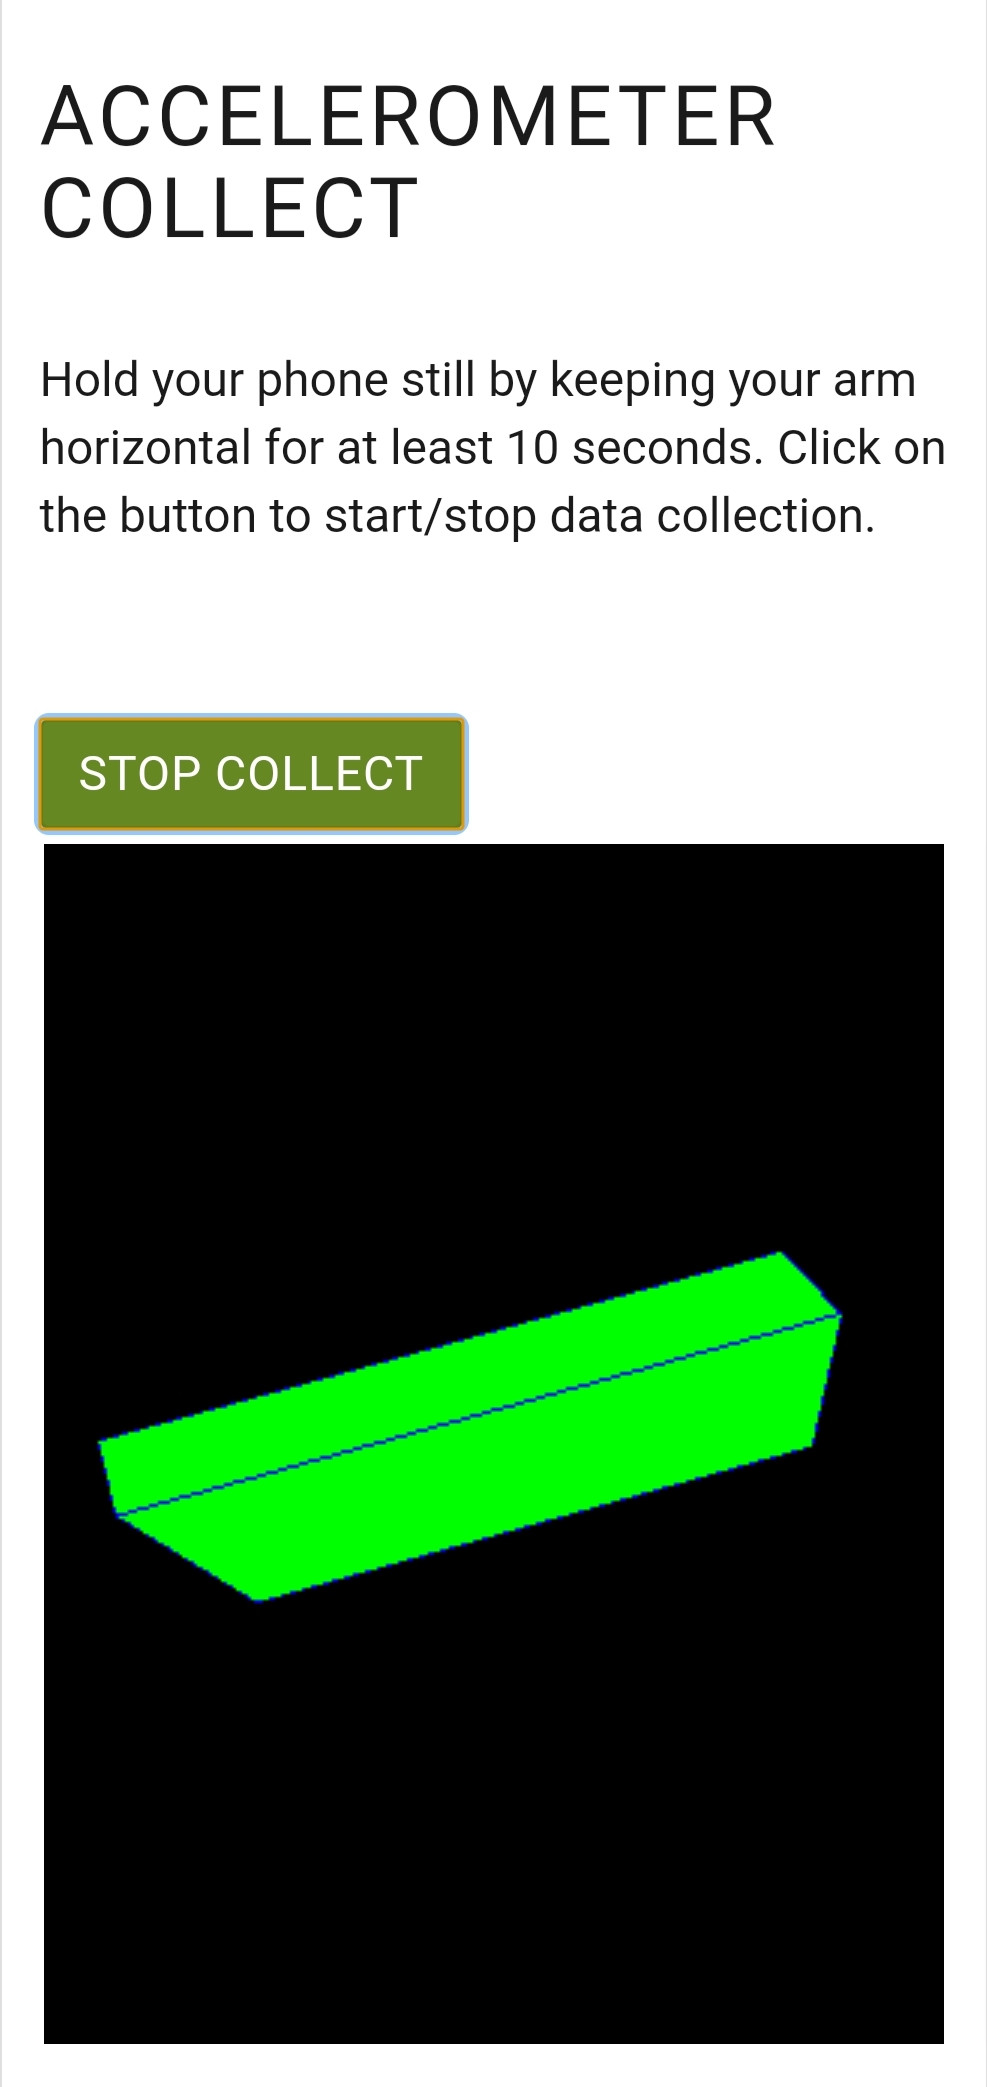 ACCELEROMETER
COLLECT
Hold your phone still by keeping your arm
horizontal for at least 10 seconds. Click on
the button to start/stop data collection.
STOP COLLECT